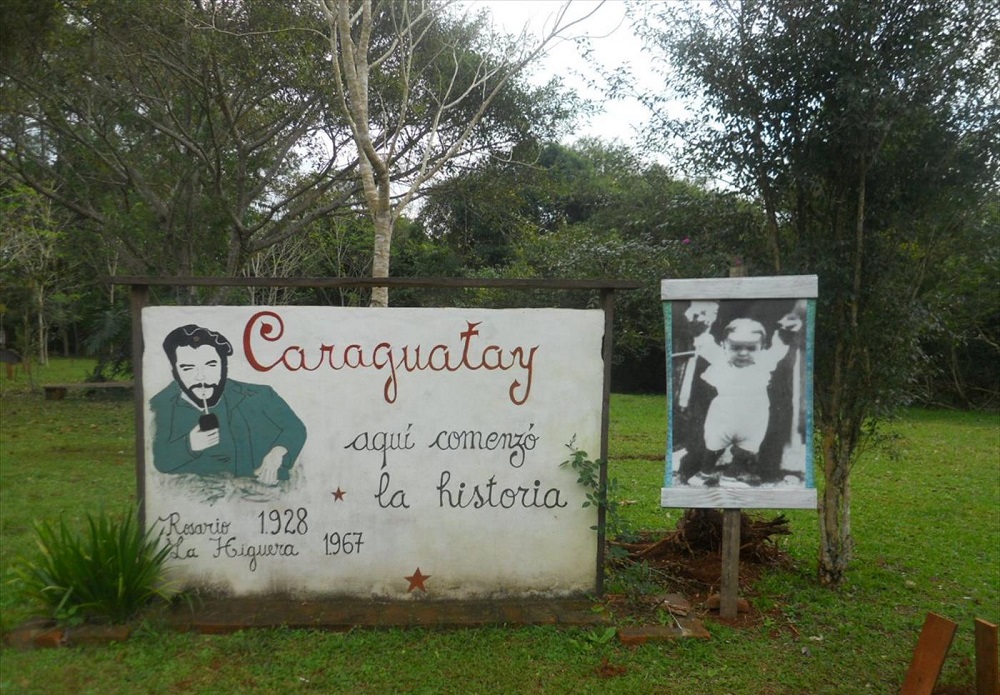 Caraguatay
aquí comenzó
la historia
Rosario 1928
La Higuera 1967